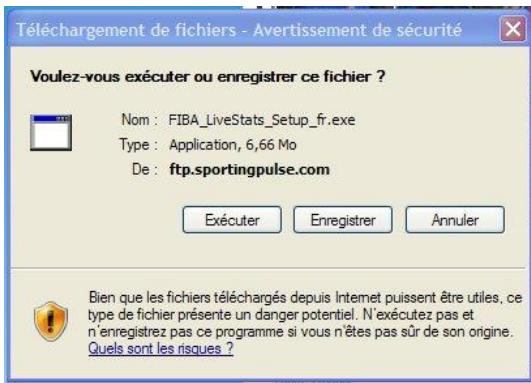 Téléchargement de fichiers - Avertissement de sécurité
Voulez-vous exécuter ou enregistrer ce fichier ?
Nom : FIBA_LiveStats_Setup_fr.exe
Type : Application, 6,66 Mo
De : ftp.sportingpulse.com
Exécuter Enregistrer Annuler
Bien que les fichiers téléchargés depuis Internet puissent être utiles, ce
type de fichier présente un danger potentiel. N'exécutez pas et
n'enregistrez pas ce programme si vous n'êtes pas sûr de son origine.
Quels sont les risques ?